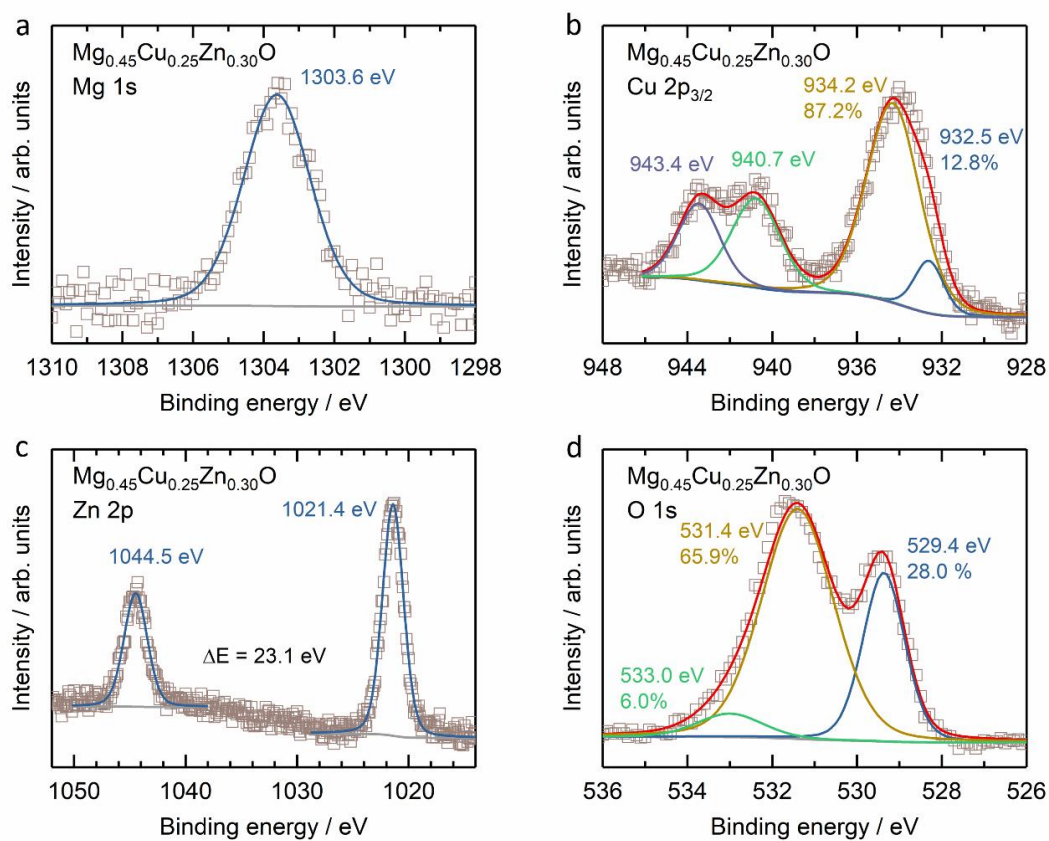 a
Mg0.45Cu0.25Zn0.30O
Mg 1s
1303.6 eV
Intensity / arb. units
1310 1308 1306 1304 1302 1300 1298
Binding energy / eV
b
Mg0.45Cu0.25Zn0.30O
Cu 2p3/2
934.2 eV
87.2%
932.5 eV
12.8%
943.4 eV
940.7 eV
Intensity / arb. units
948 944 940 936 932 928
Binding energy / eV
c
Mg0.45Cu0.25Zn0.30O
Zn 2p
1021.4 eV
1044.5 eV
ΔE = 23.1 eV
Intensity / arb. units
1050 1040 1030 1020
Binding energy / eV
d
Mg0.45Cu0.25Zn0.30O
O 1s
531.4 eV
65.9%
529.4 eV
28.0 %
533.0 eV
6.0%
Intensity / arb. units
536 534 532 530 528 526
Binding energy / eV